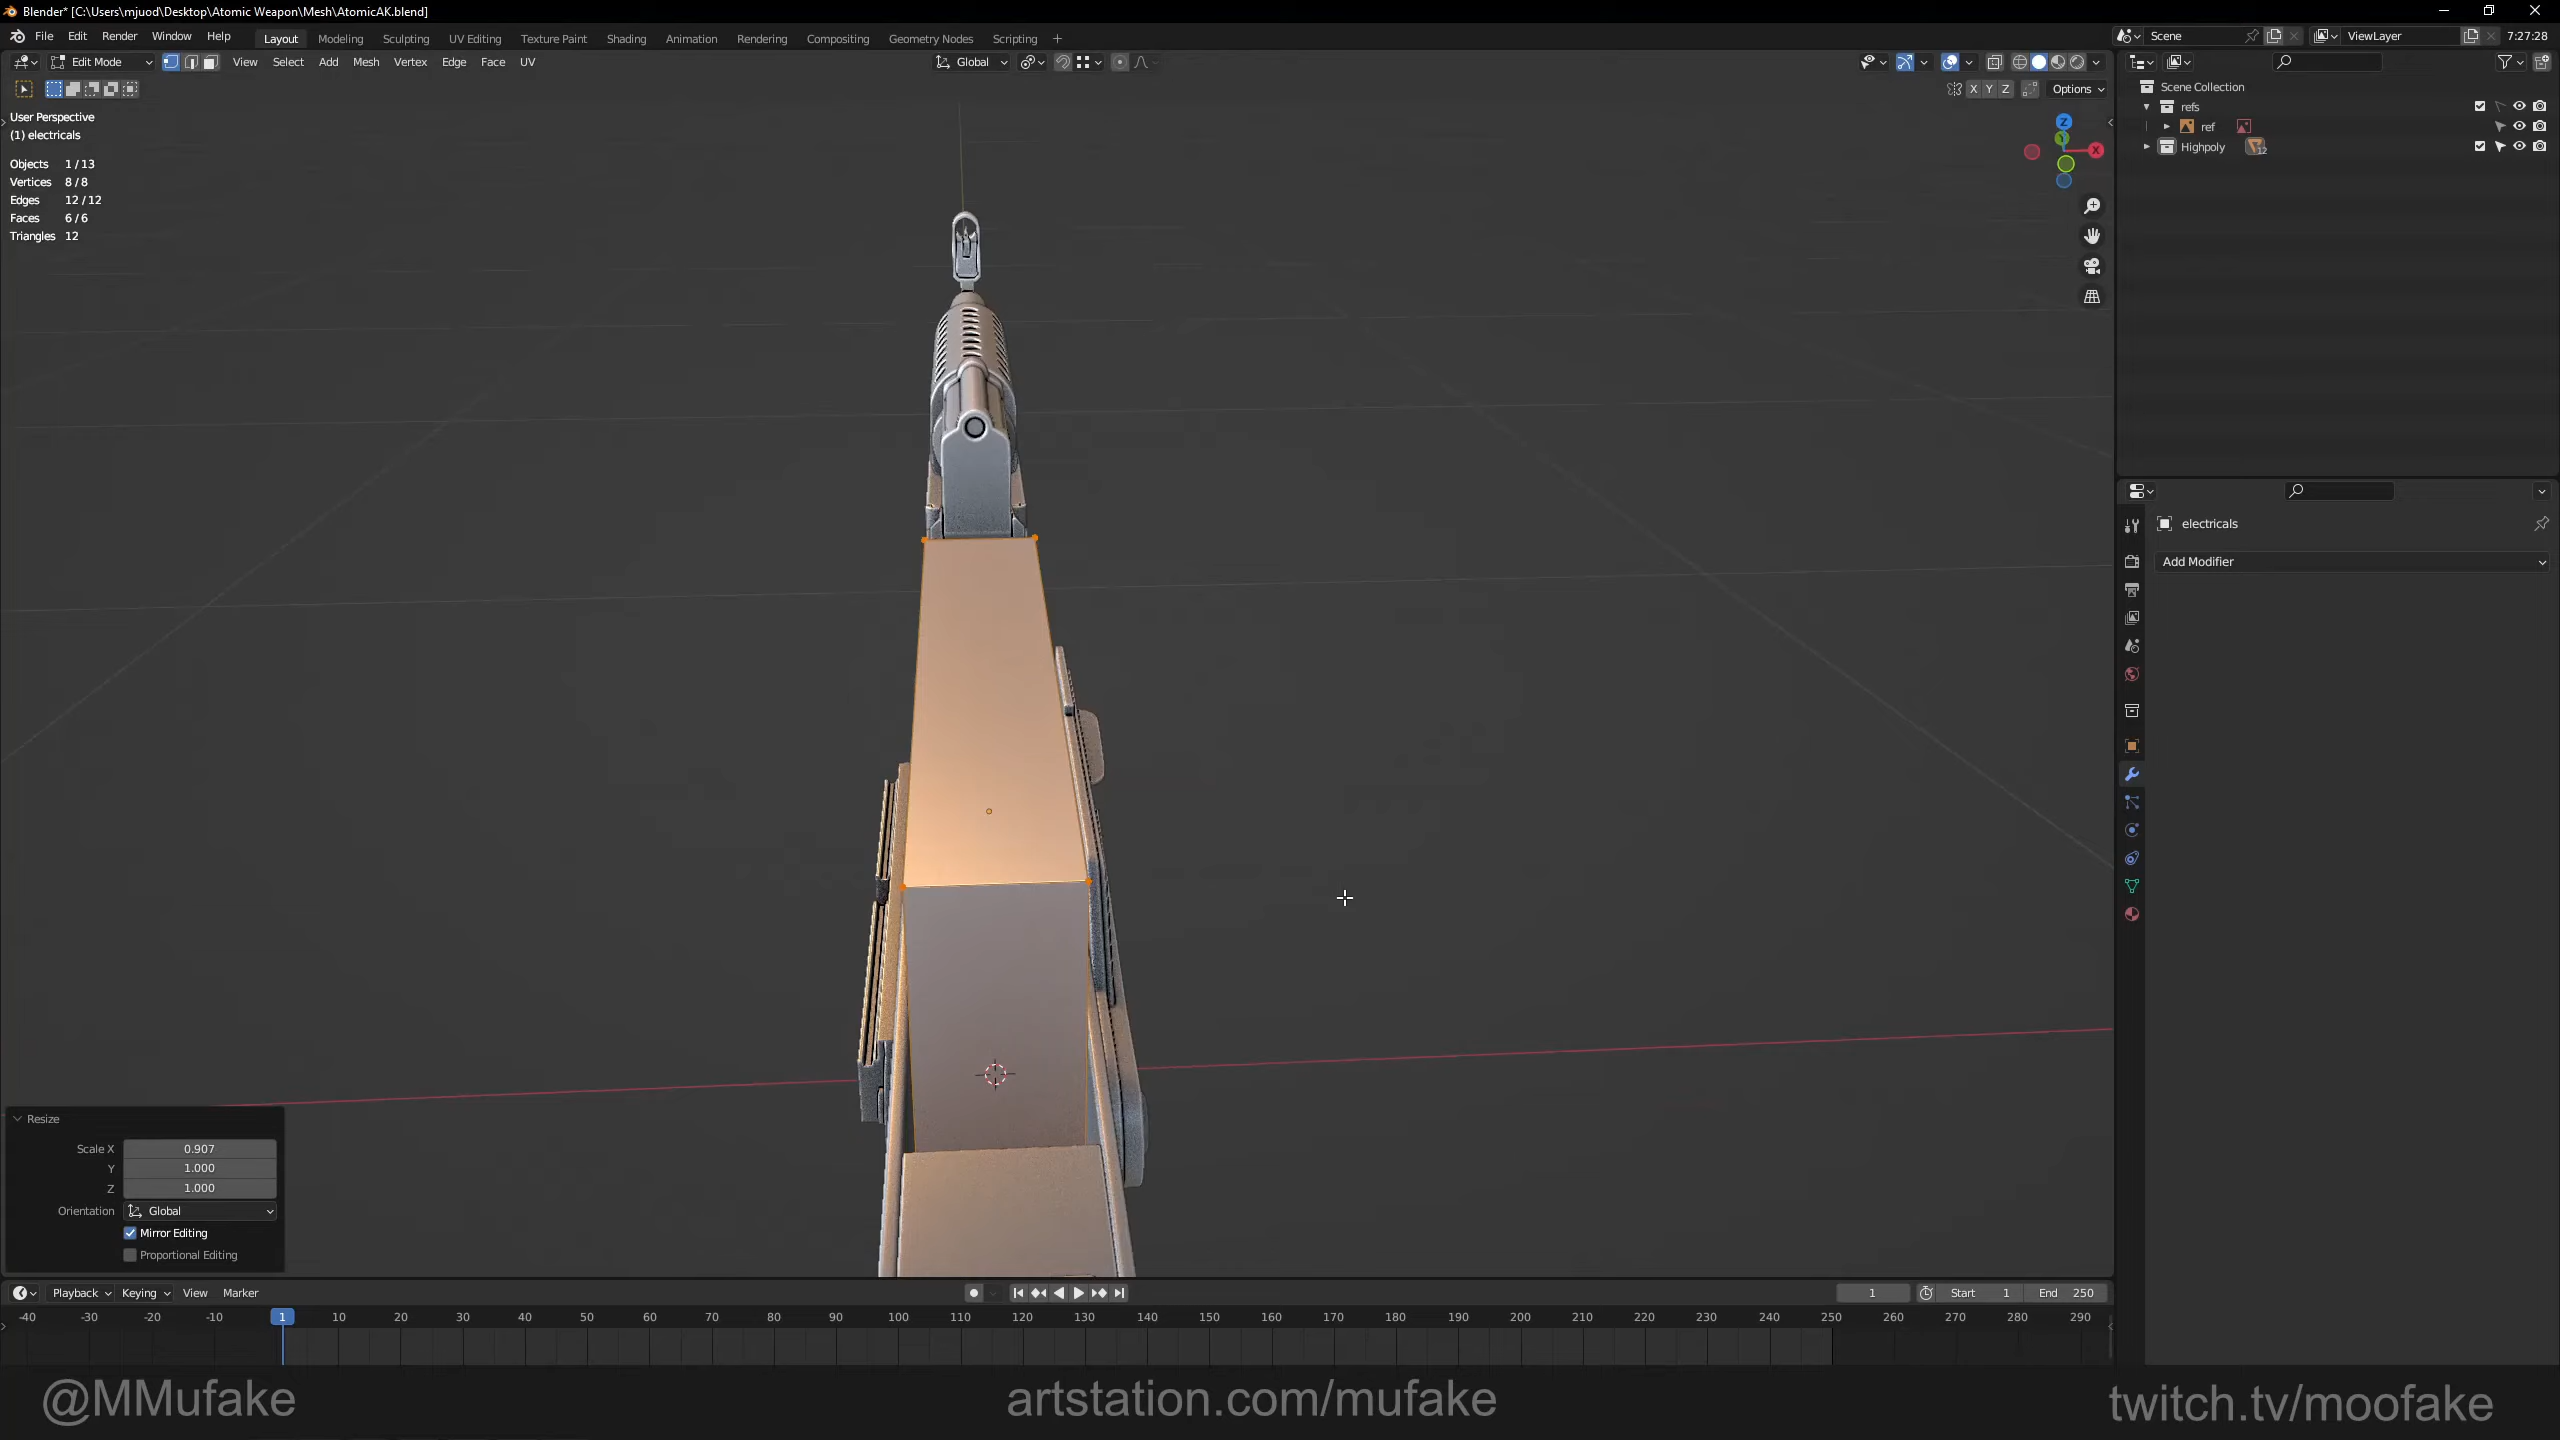 Blender* [C:\Users\mjuod\Desktop\Atomic Weapon\Mesh\AtomicAK.blend]
File Edit Render Window Help Layout Modeling Sculpting UV Editing Texture Paint Shading Animation Rendering Compositing Geometry Nodes Scripting + Scene ViewLayer 7:27:28
Edit Mode View Select Add Mesh Vertex Edge Face UV Global
X Y Z Options
User Perspective
(1) electricals
Objects 1 / 13
Vertices 8 / 8
Edges 12 / 12
Faces 6 / 6
Triangles 12
Z
Y
X
Scene Collection
refs
ref
Highpoly 12
electricals
Add Modifier
Resize
Scale X 0.907
Y 1.000
Z 1.000
Orientation Global
Mirror Editing
Proportional Editing
Playback Keying View Marker 1 Start 1 End 250
-40 -30 -20 -10 1 10 20 30 40 50 60 70 80 90 100 110 120 130 140 150 160 170 180 190 200 210 220 230 240 250 260 270 280 290
@MMufake artstation.com/mufake twitch.tv/moofake